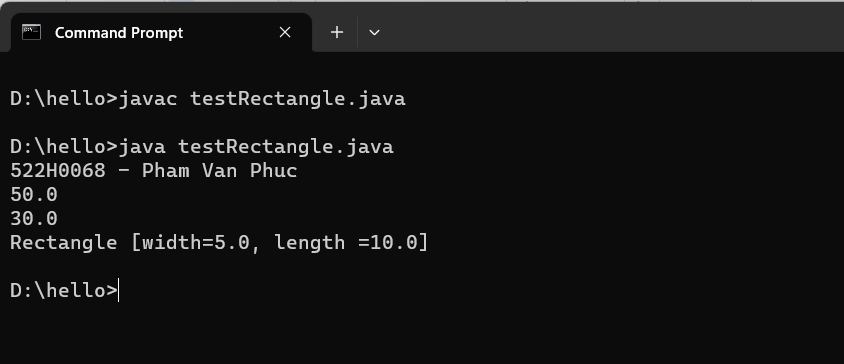 Command Prompt
D:\hello>javac testRectangle.java
D:\hello>java testRectangle.java
522H0068 - Pham Van Phuc
50.0
30.0
Rectangle [width=5.0, length =10.0]
D:\hello>